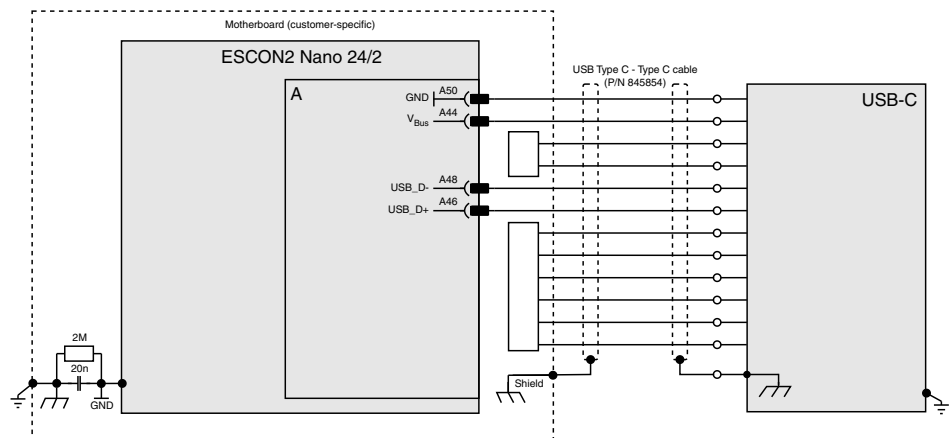 Motherboard (customer-specific)
ESCON2 Nano 24/2
USB Type C - Type C cable
(P/N 845854)
A
USB-C
GND
A50
VBus
A44
USB_D-
A48
USB_D+
A46
2M
20n
GND
Shield